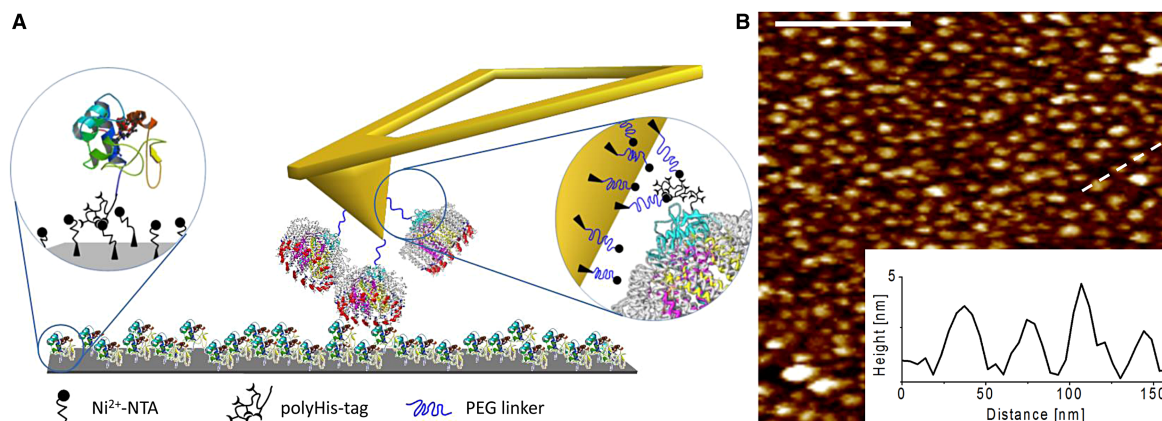 A
B
Ni²⁺-NTA
polyHis-tag
PEG linker
5
Height [nm]
0
50
100
150
Distance [nm]